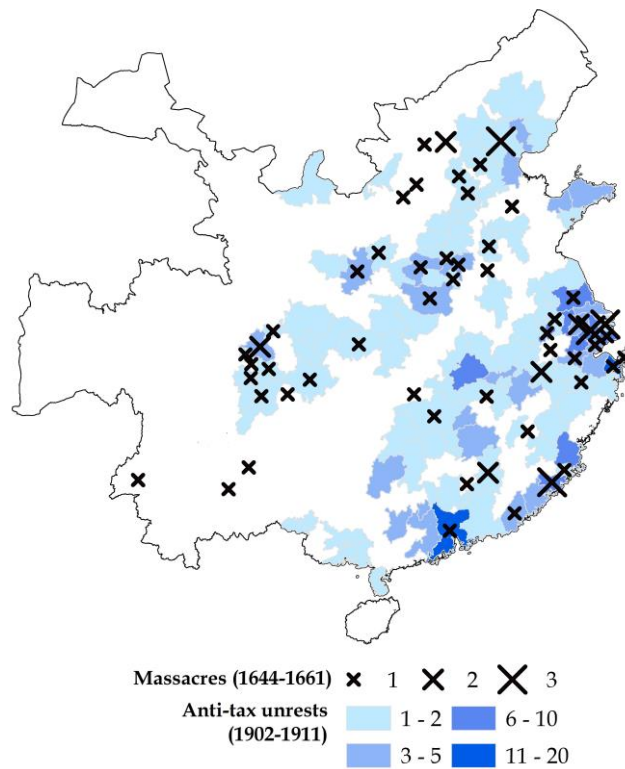 Massacres (1644-1661) 1 2 3
Anti-tax unrests 1 - 2 6 - 10
(1902-1911) 3 - 5 11 - 20